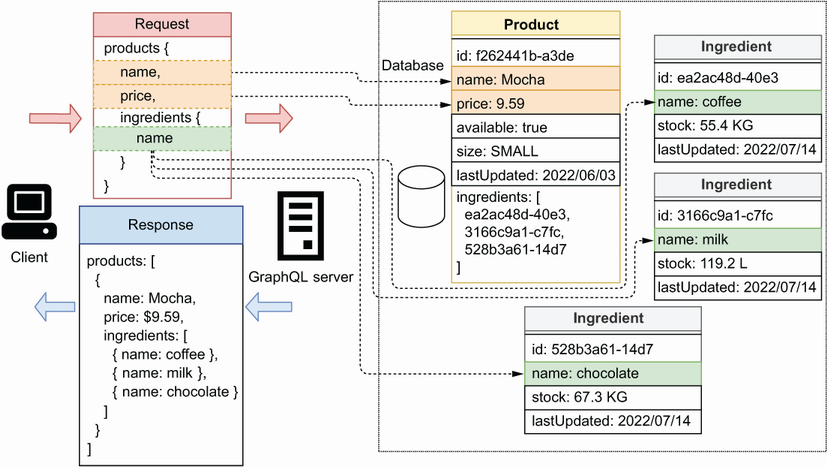 Request
products {
name,
price,
ingredients {
name
}
}
Client
Response
products: [
{
name: Mocha,
price: $9.59,
ingredients: [
{ name: coffee },
{ name: milk },
{ name: chocolate }
]
}
]
GraphQL server
Database
Product
id: f262441b-a3de
name: Mocha
price: 9.59
available: true
size: SMALL
lastUpdated: 2022/06/03
ingredients: [
ea2ac48d-40e3,
3166c9a1-c7fc,
528b3a61-14d7
]
Ingredient
id: ea2ac48d-40e3
name: coffee
stock: 55.4 KG
lastUpdated: 2022/07/14
Ingredient
id: 3166c9a1-c7fc
name: milk
stock: 119.2 L
lastUpdated: 2022/07/14
Ingredient
id: 528b3a61-14d7
name: chocolate
stock: 67.3 KG
lastUpdated: 2022/07/14